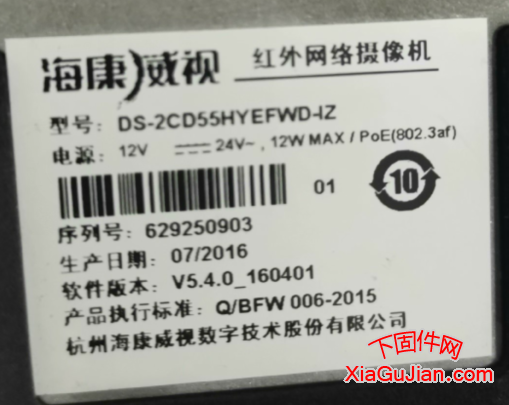 海康威视 红外网络摄像机
型号: DS-2CD55HYEFWD-IZ
电源: 12V ⎓ 24V~ , 12W MAX / PoE(802.3af)
01
10
序列号: 629250903
生产日期: 07/2016
软件版本: V5.4.0_160401
产品执行标准: Q/BFW 006-2015
杭州海康威视数字技术股份有限公司
下固件网
XiaGuJian.com